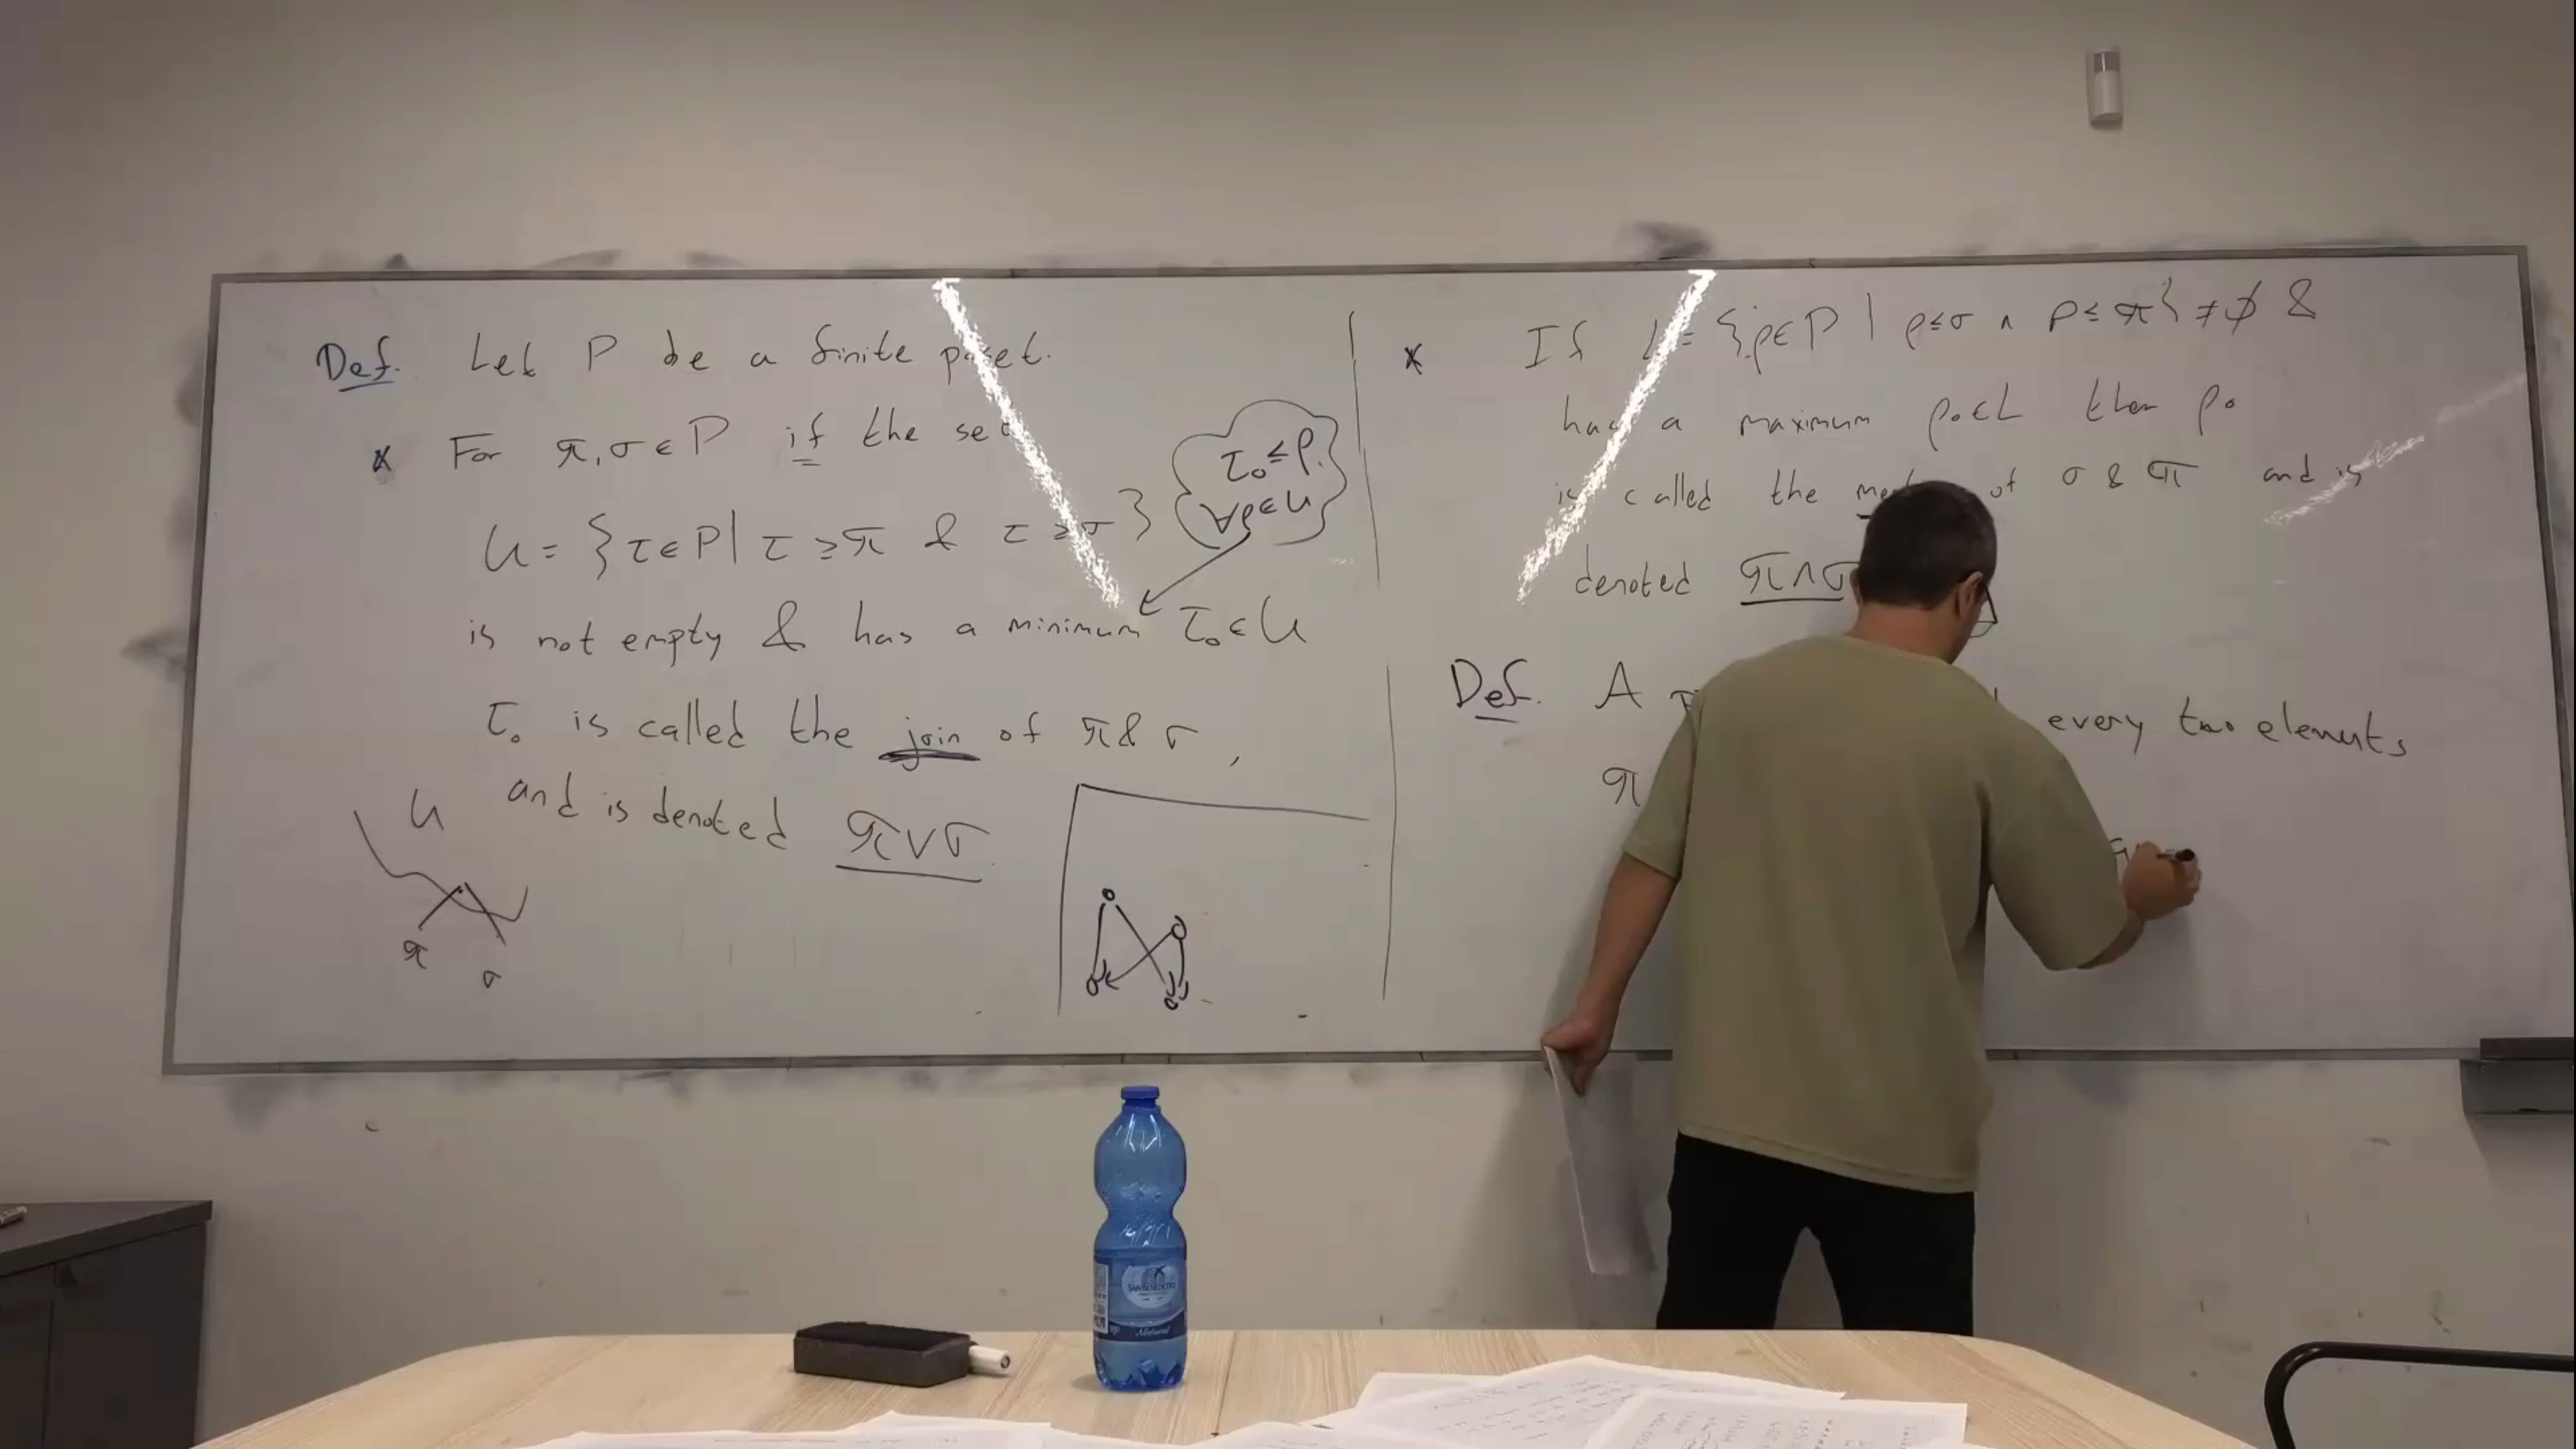 Def. Let P be a finite poset.
* For π, σ ∈ P if the set
U = {τ ∈ P | τ ≥ π & τ ≥ σ}
τ₀ ≤ ρ.
∀ρ ∈ U
is not empty & has a minimum τ₀ ∈ U
τ₀ is called the join of π & σ,
and is denoted π ∨ σ
U
π
σ
* If L = {ρ ∈ P | ρ ≤ σ ∧ ρ ≤ π} ≠ ∅ &
has a maximum ρ₀ ∈ L then ρ₀
is called the of σ & π and is
denoted π ∧ σ
Def. A every two elements
π
Natural